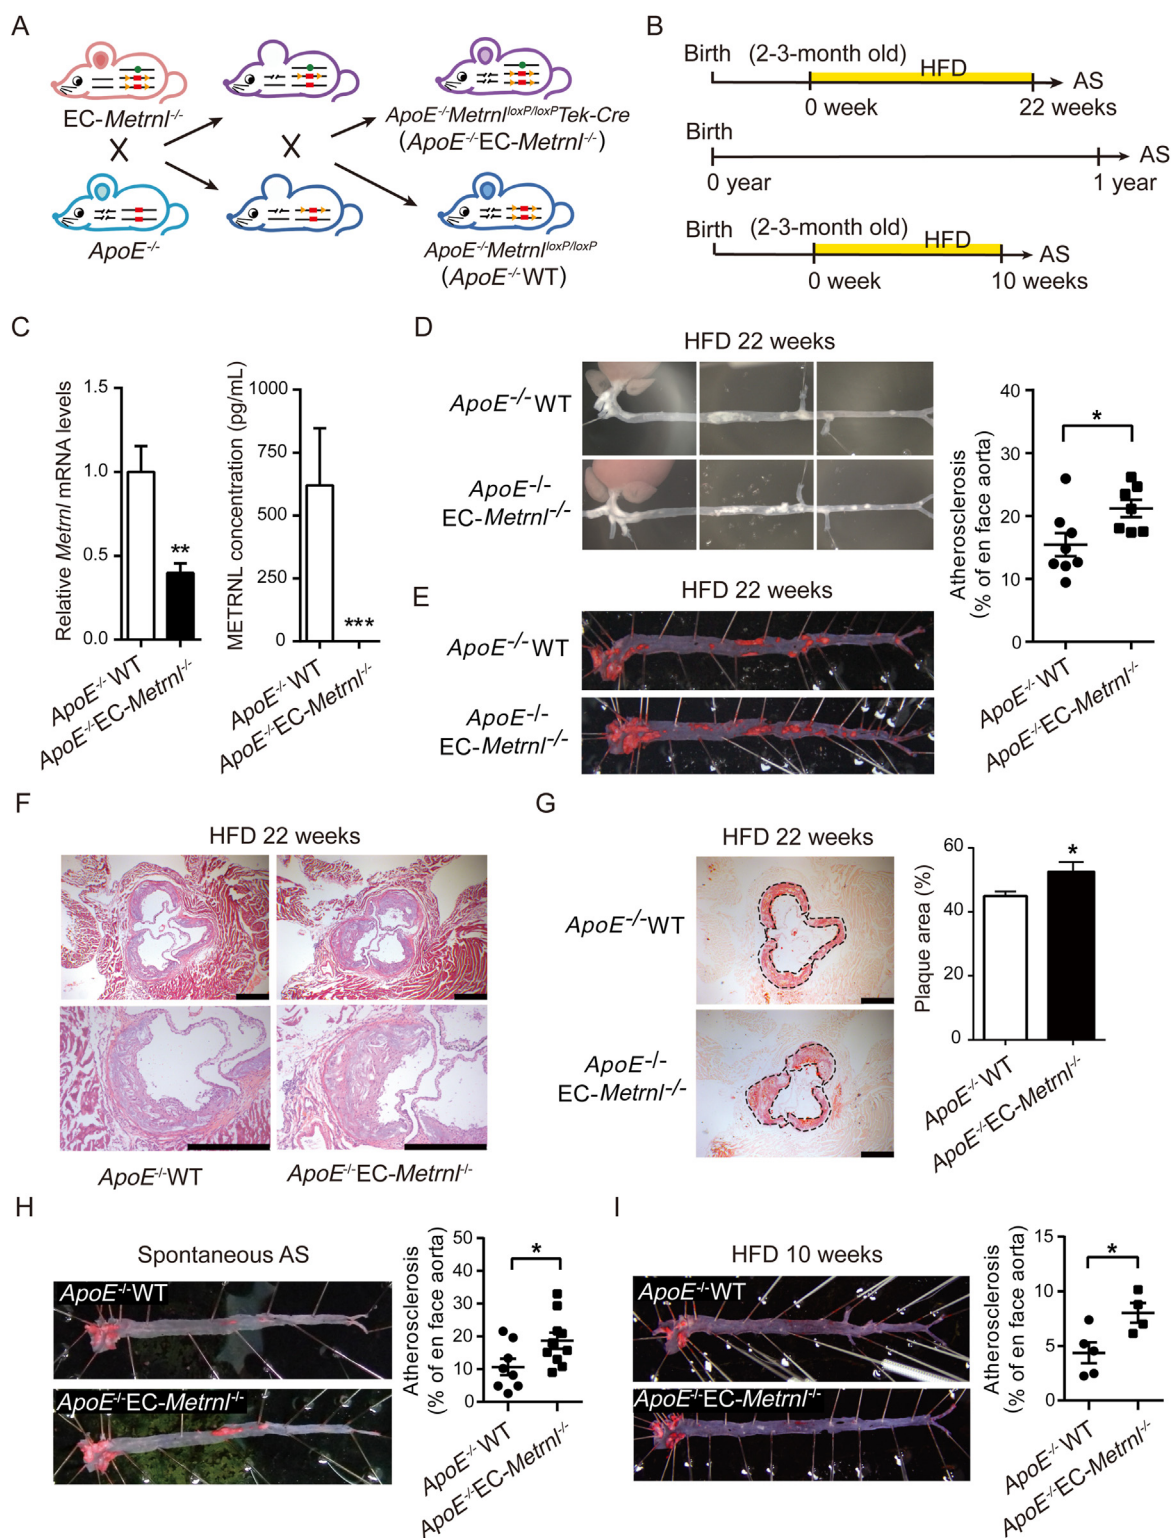 A
EC-Metrnl-/-
ApoE-/-
ApoE-/-MetrnlloxP/loxPTek-Cre
(ApoE-/-EC-Metrnl-/-)
ApoE-/-MetrnlloxP/loxP
(ApoE-/-WT)
B
Birth (2-3-month old) HFD AS
0 week 22 weeks
Birth AS
0 year 1 year
Birth (2-3-month old) HFD AS
0 week 10 weeks
C
Relative Metrnl mRNA levels
1.5
1.0
0.5
0.0
**
ApoE-/-WT
ApoE-/-EC-Metrnl-/-
METRNL concentration (pg/mL)
1000
750
500
250
0
***
ApoE-/-WT
ApoE-/-EC-Metrnl-/-
D
HFD 22 weeks
ApoE-/-WT
ApoE-/-
EC-Metrnl-/-
E
HFD 22 weeks
ApoE-/-WT
ApoE-/-
EC-Metrnl-/-
Atherosclerosis
(% of en face aorta)
40
30
20
10
0
*
ApoE-/-WT
ApoE-/-EC-Metrnl-/-
F
HFD 22 weeks
ApoE-/-WT
ApoE-/-EC-Metrnl-/-
G
HFD 22 weeks
ApoE-/-WT
ApoE-/-
EC-Metrnl-/-
Plaque area (%)
60
40
20
0
*
ApoE-/-WT
ApoE-/-EC-Metrnl-/-
H
Spontaneous AS
ApoE-/-WT
ApoE-/-EC-Metrnl-/-
Atherosclerosis
(% of en face aorta)
50
40
30
20
10
0
*
ApoE-/-WT
ApoE-/-EC-Metrnl-/-
I
HFD 10 weeks
ApoE-/-WT
ApoE-/-EC-Metrnl-/-
Atherosclerosis
(% of en face aorta)
15
10
5
0
*
ApoE-/-WT
ApoE-/-EC-Metrnl-/-